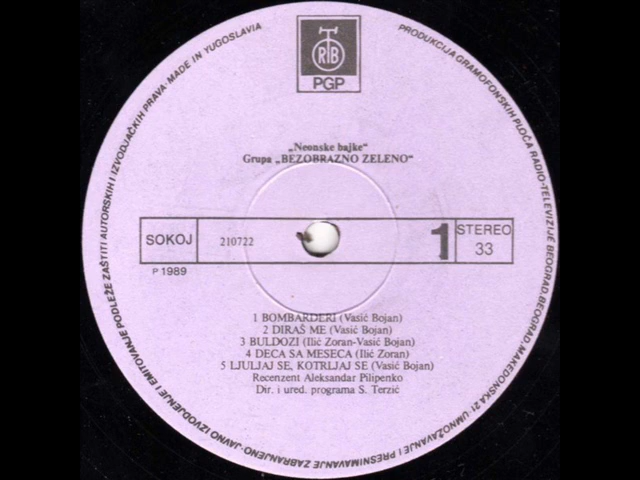 PRODUKCIJA GRAMOFONSKIH PLOČA RADIO-TELEVIZIJE BEOGRAD, BEOGRAD, MAKEDONSKA 21 · UMNOŽAVANJE I PRESNIMAVANJE ZABRANJENO · JAVNO IZVODJENJE I EMITOVANJE PODLEŽE ZAŠTITI AUTORSKIH I IZVODJAČKIH PRAVA · MADE IN YUGOSLAVIA
RTB
PGP
„Neonske bajke“
Grupa „BEZOBRAZNO ZELENO“
SOKOJ
210722
1
STEREO
33
P 1989
1 BOMBARDERI (Vasić Bojan)
2 DIRAŠ ME (Vasić Bojan)
3 BULDOZI (Ilić Zoran-Vasić Bojan)
4 DECA SA MESECA (Ilić Zoran)
5 LJULJAJ SE, KOTRLJAJ SE (Vasić Bojan)
Recenzent Aleksandar Pilipenko
Dir. i ured. programa S. Terzić